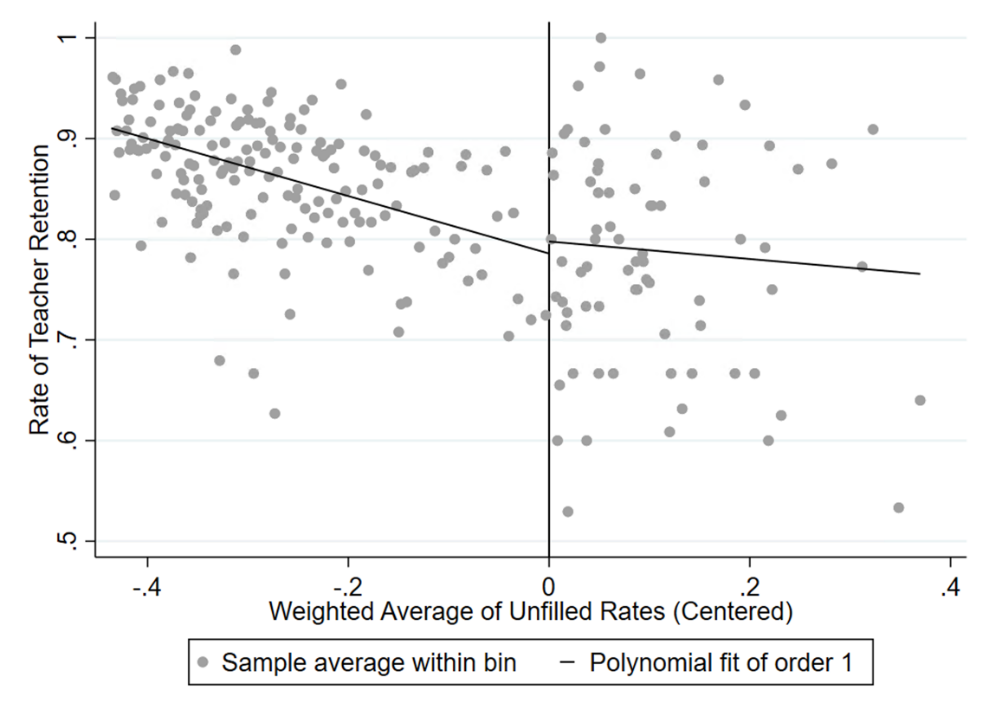 Rate of Teacher Retention
1
.9
.8
.7
.6
.5
-.4
-.2
0
.2
.4
Weighted Average of Unfilled Rates (Centered)
Sample average within bin
Polynomial fit of order 1